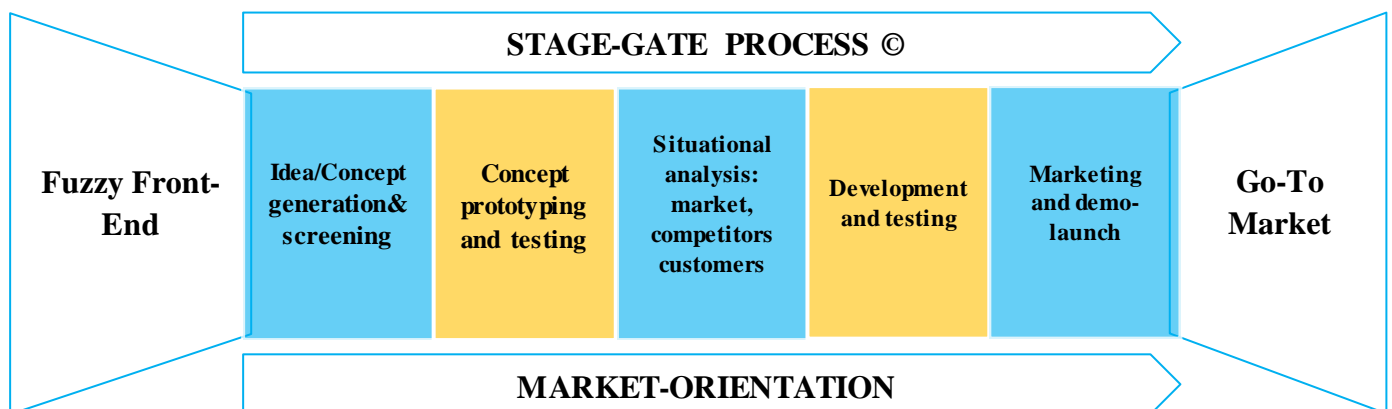 STAGE-GATE PROCESS ©
Fuzzy Front-
End
Idea/Concept
generation&
screening
Concept
prototyping
and testing
Situational
analysis:
market,
competitors
customers
Development
and testing
Marketing
and demo-
launch
Go-To
Market
MARKET-ORIENTATION